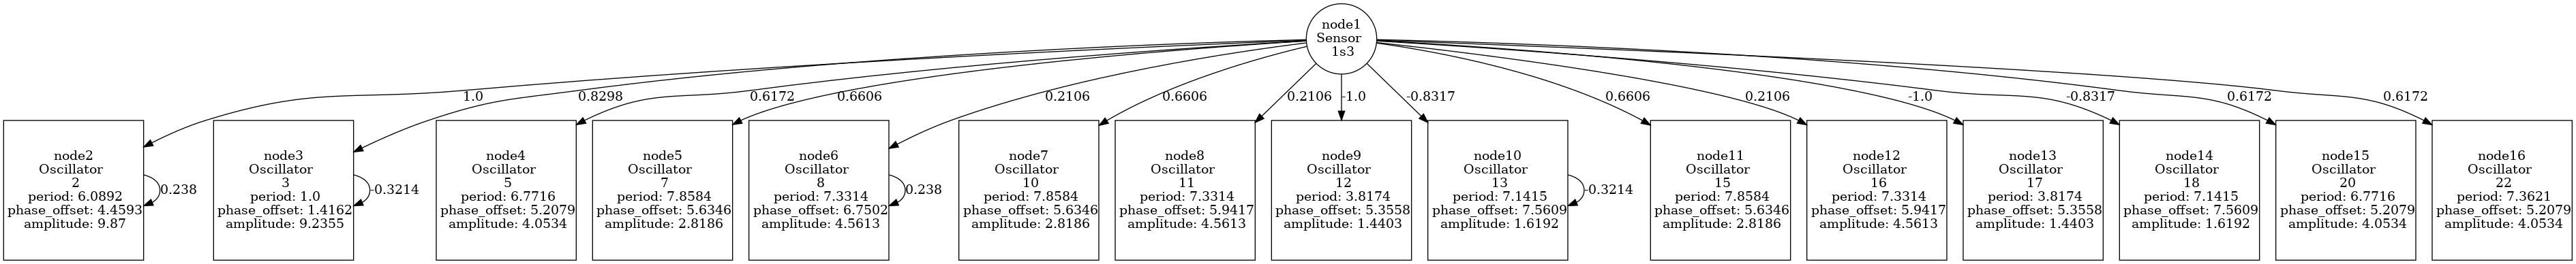 node1
Sensor
1s3
1.0
0.8298
0.6172
0.6606
0.2106
0.6606
0.2106
-1.0
-0.8317
0.6606
0.2106
-1.0
-0.8317
0.6172
0.6172
node2
Oscillator
2
period: 6.0892
phase_offset: 4.4593
amplitude: 9.87
0.238
node3
Oscillator
3
period: 1.0
phase_offset: 1.4162
amplitude: 9.2355
-0.3214
node4
Oscillator
5
period: 6.7716
phase_offset: 5.2079
amplitude: 4.0534
node5
Oscillator
7
period: 7.8584
phase_offset: 5.6346
amplitude: 2.8186
node6
Oscillator
8
period: 7.3314
phase_offset: 6.7502
amplitude: 4.5613
0.238
node7
Oscillator
10
period: 7.8584
phase_offset: 5.6346
amplitude: 2.8186
node8
Oscillator
11
period: 7.3314
phase_offset: 5.9417
amplitude: 4.5613
node9
Oscillator
12
period: 3.8174
phase_offset: 5.3558
amplitude: 1.4403
node10
Oscillator
13
period: 7.1415
phase_offset: 7.5609
amplitude: 1.6192
-0.3214
node11
Oscillator
15
period: 7.8584
phase_offset: 5.6346
amplitude: 2.8186
node12
Oscillator
16
period: 7.3314
phase_offset: 5.9417
amplitude: 4.5613
node13
Oscillator
17
period: 3.8174
phase_offset: 5.3558
amplitude: 1.4403
node14
Oscillator
18
period: 7.1415
phase_offset: 7.5609
amplitude: 1.6192
node15
Oscillator
20
period: 6.7716
phase_offset: 5.2079
amplitude: 4.0534
node16
Oscillator
22
period: 7.3621
phase_offset: 5.2079
amplitude: 4.0534